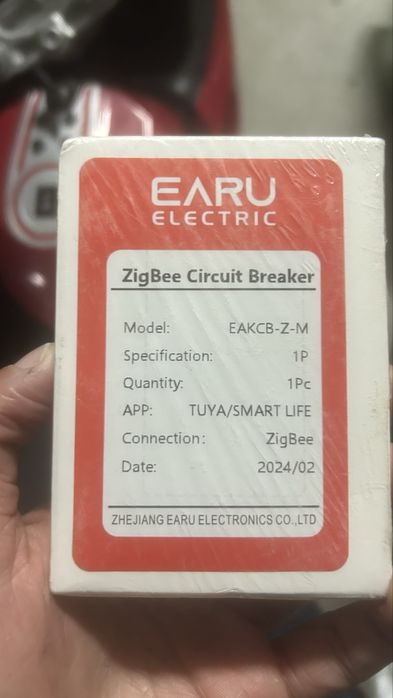 EARU
ELECTRIC
ZigBee Circuit Breaker
Model: EAKCB-Z-M
Specification: 1P
Quantity: 1Pc
APP: TUYA/SMART LIFE
Connection: ZigBee
Date: 2024/02
ZHEJIANG EARU ELECTRONICS CO.,LTD